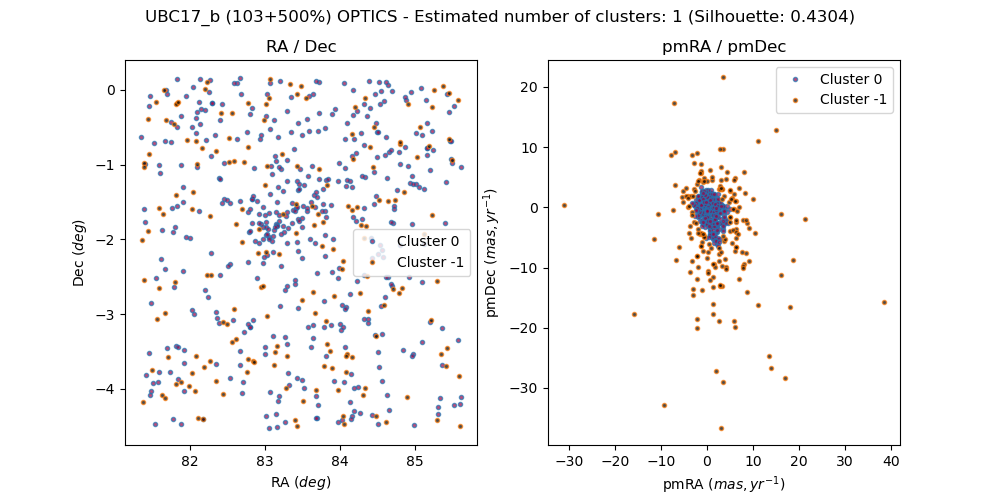 UBC17_b (103+500%) OPTICS - Estimated number of clusters: 1 (Silhouette: 0.4304)
RA / Dec
0
−1
−2
−3
−4
Dec (deg)
82
83
84
85
RA (deg)
Cluster 0
Cluster -1
pmRA / pmDec
20
10
0
−10
−20
−30
pmDec (mas, yr⁻¹)
−30
−20
−10
0
10
20
30
40
pmRA (mas, yr⁻¹)
Cluster 0
Cluster -1